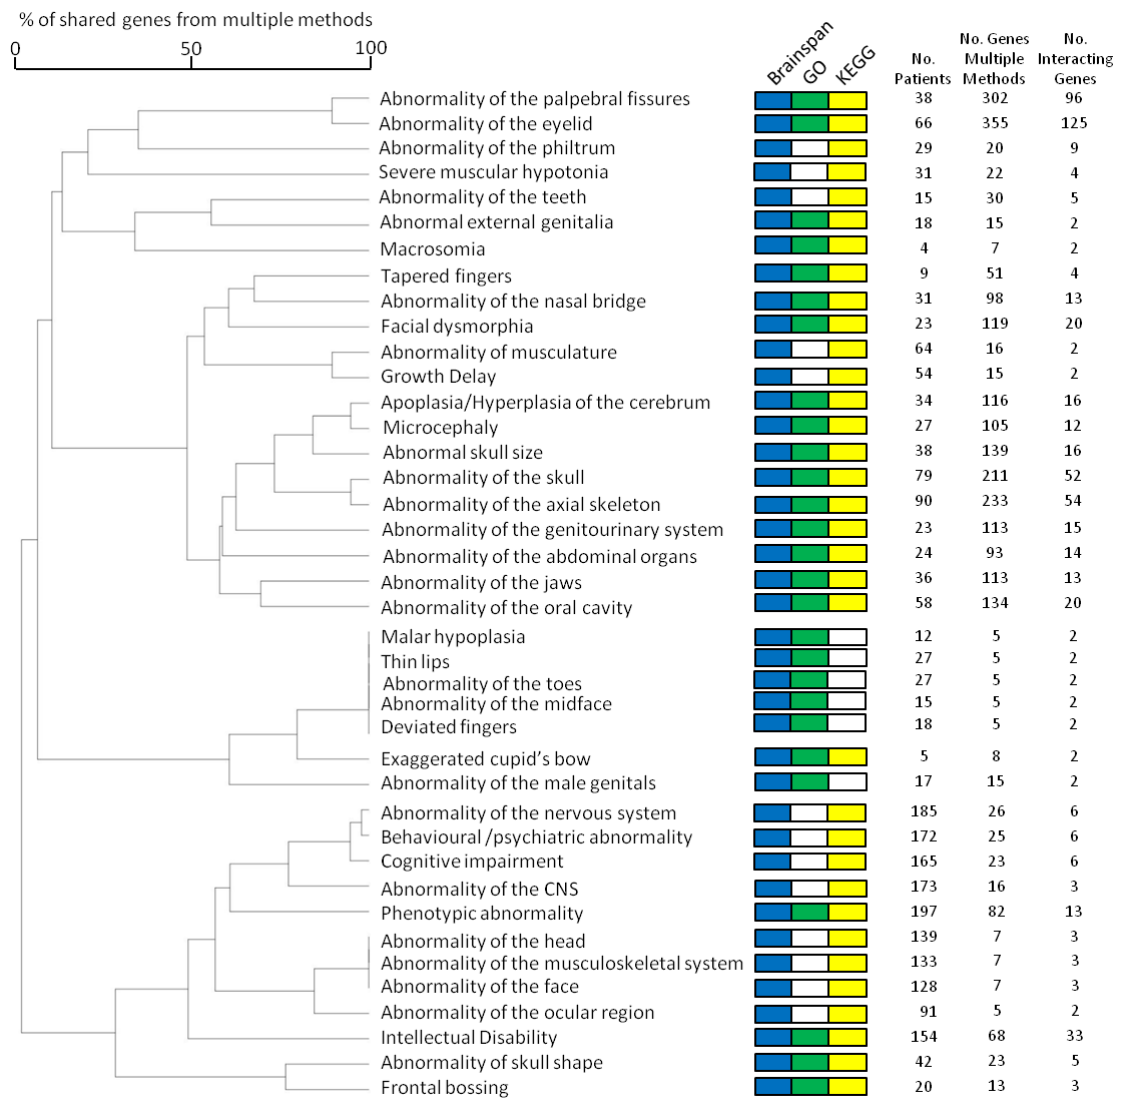 % of shared genes from multiple methods
0 50 100
Brainspan GO KEGG
No. Patients
No. Genes Multiple Methods
No. Interacting Genes
Abnormality of the palpebral fissures 38 302 96
Abnormality of the eyelid 66 355 125
Abnormality of the philtrum 29 20 9
Severe muscular hypotonia 31 22 4
Abnormality of the teeth 15 30 5
Abnormal external genitalia 18 15 2
Macrosomia 4 7 2
Tapered fingers 9 51 4
Abnormality of the nasal bridge 31 98 13
Facial dysmorphia 23 119 20
Abnormality of musculature 64 16 2
Growth Delay 54 15 2
Apoplasia/Hyperplasia of the cerebrum 34 116 16
Microcephaly 27 105 12
Abnormal skull size 38 139 16
Abnormality of the skull 79 211 52
Abnormality of the axial skeleton 90 233 54
Abnormality of the genitourinary system 23 113 15
Abnormality of the abdominal organs 24 93 14
Abnormality of the jaws 36 113 13
Abnormality of the oral cavity 58 134 20
Malar hypoplasia 12 5 2
Thin lips 27 5 2
Abnormality of the toes 27 5 2
Abnormality of the midface 15 5 2
Deviated fingers 18 5 2
Exaggerated cupid's bow 5 8 2
Abnormality of the male genitals 17 15 2
Abnormality of the nervous system 185 26 6
Behavioural /psychiatric abnormality 172 25 6
Cognitive impairment 165 23 6
Abnormality of the CNS 173 16 3
Phenotypic abnormality 197 82 13
Abnormality of the head 139 7 3
Abnormality of the musculoskeletal system 133 7 3
Abnormality of the face 128 7 3
Abnormality of the ocular region 91 5 2
Intellectual Disability 154 68 33
Abnormality of skull shape 42 23 5
Frontal bossing 20 13 3